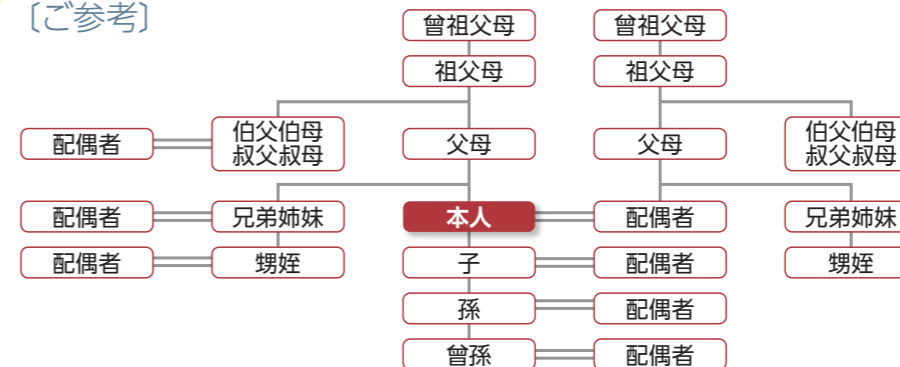 〔ご参考〕
曾祖父母
曾祖父母
祖父母
祖父母
配偶者
伯父伯母
叔父叔母
父母
父母
伯父伯母
叔父叔母
配偶者
兄弟姉妹
本人
配偶者
兄弟姉妹
配偶者
甥姪
子
配偶者
甥姪
孫
配偶者
曾孫
配偶者